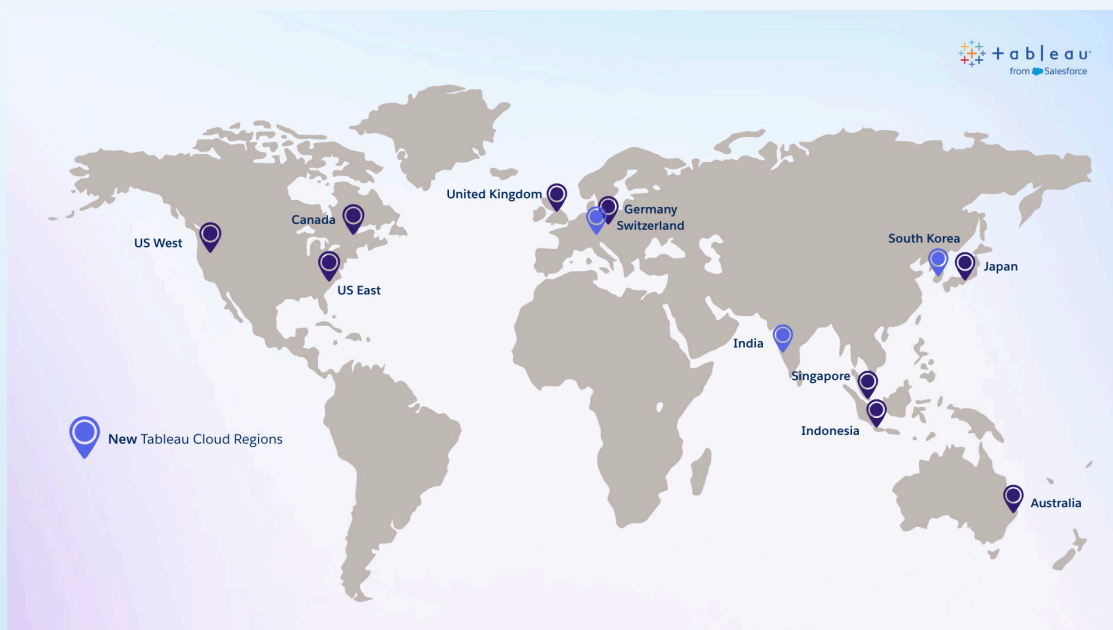 + a b | e a u
from Salesforce
United Kingdom
Germany
Switzerland
Canada
US West
South Korea
Japan
US East
India
Singapore
New Tableau Cloud Regions
Indonesia
Australia